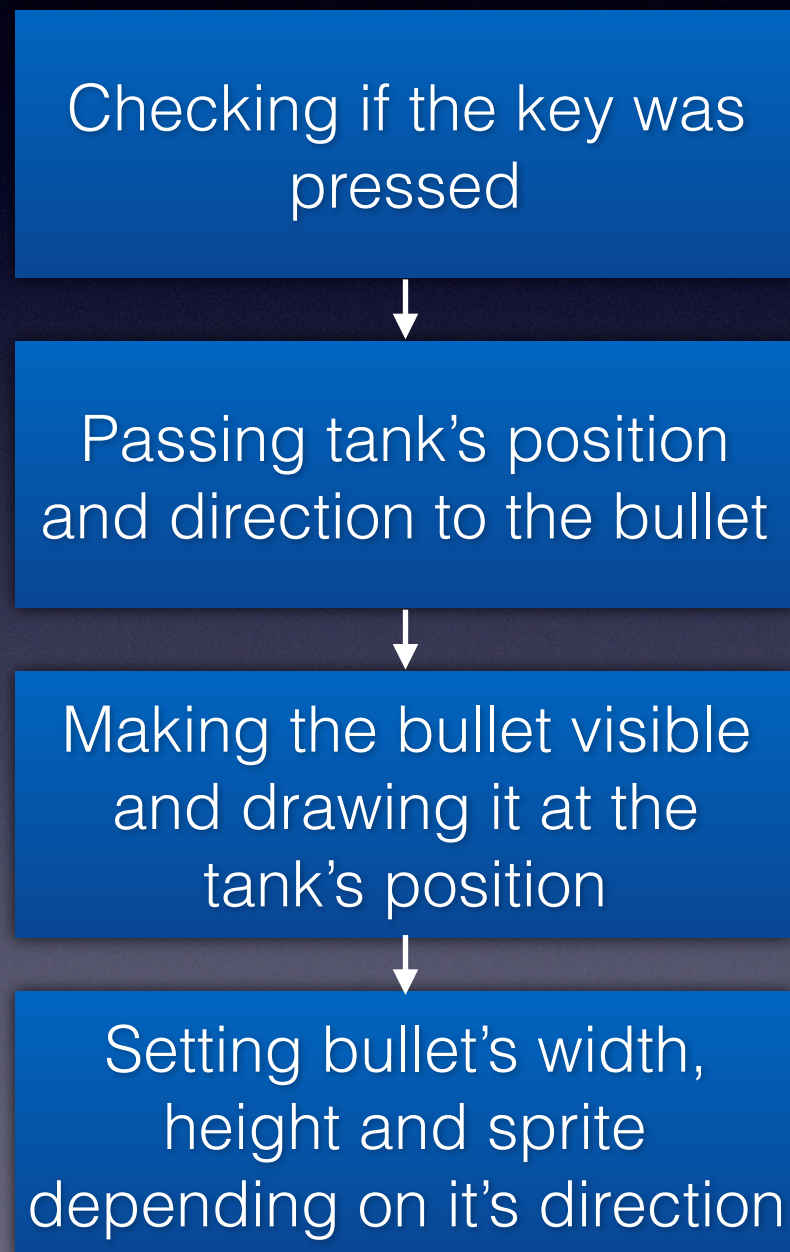 Checking if the key was
pressed
Passing tank’s position
and direction to the bullet
Making the bullet visible
and drawing it at the
tank’s position
Setting bullet’s width,
height and sprite
depending on it’s direction